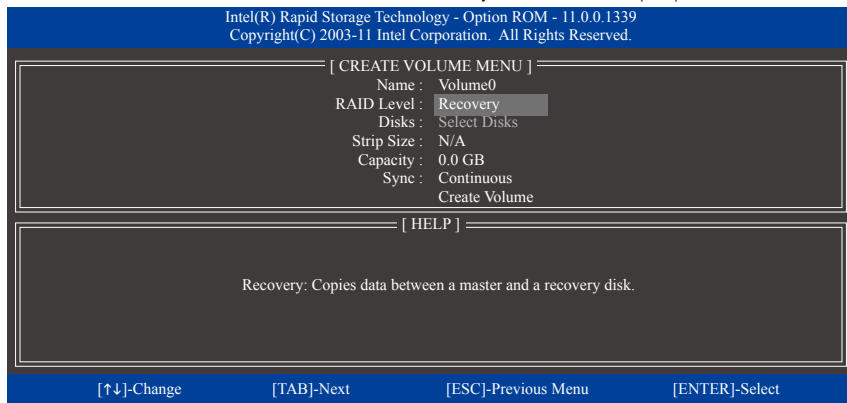 Intel(R) Rapid Storage Technology - Option ROM - 11.0.0.1339
Copyright(C) 2003-11 Intel Corporation. All Rights Reserved.
[ CREATE VOLUME MENU ]
Name : Volume0
RAID Level : Recovery
Disks : Select Disks
Strip Size : N/A
Capacity : 0.0 GB
Sync : Continuous
Create Volume
[ HELP ]
Recovery: Copies data between a master and a recovery disk.
[↑↓]-Change [TAB]-Next [ESC]-Previous Menu [ENTER]-Select